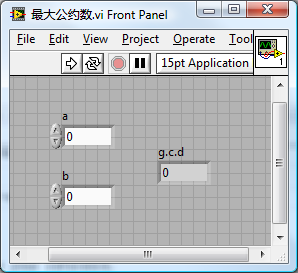 最大公约数.vi Front Panel
File Edit View Project Operate Tool
15pt Application
1
a
0
g.c.d
0
b
0